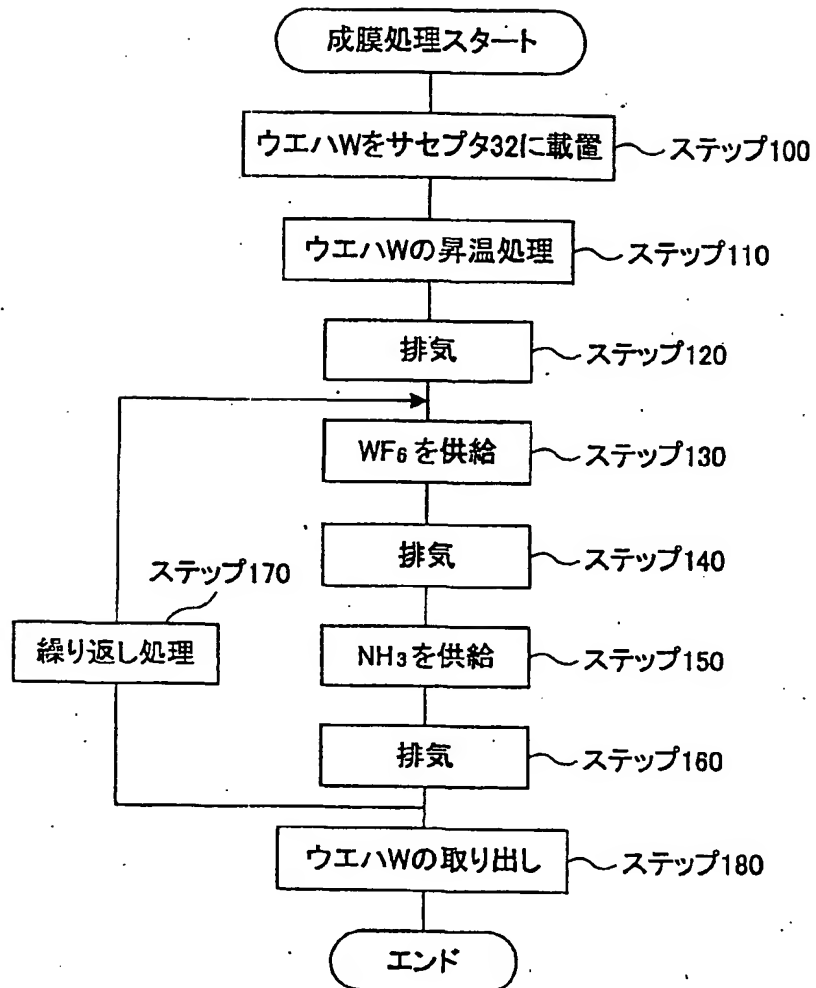 成膜処理スタート
ウエハWをサセプタ32に載置 ステップ100
ウエハWの昇温処理 ステップ110
排気 ステップ120
WF₆を供給 ステップ130
排気 ステップ140
ステップ170
繰り返し処理
NH₃を供給 ステップ150
排気 ステップ160
ウエハWの取り出し ステップ180
エンド